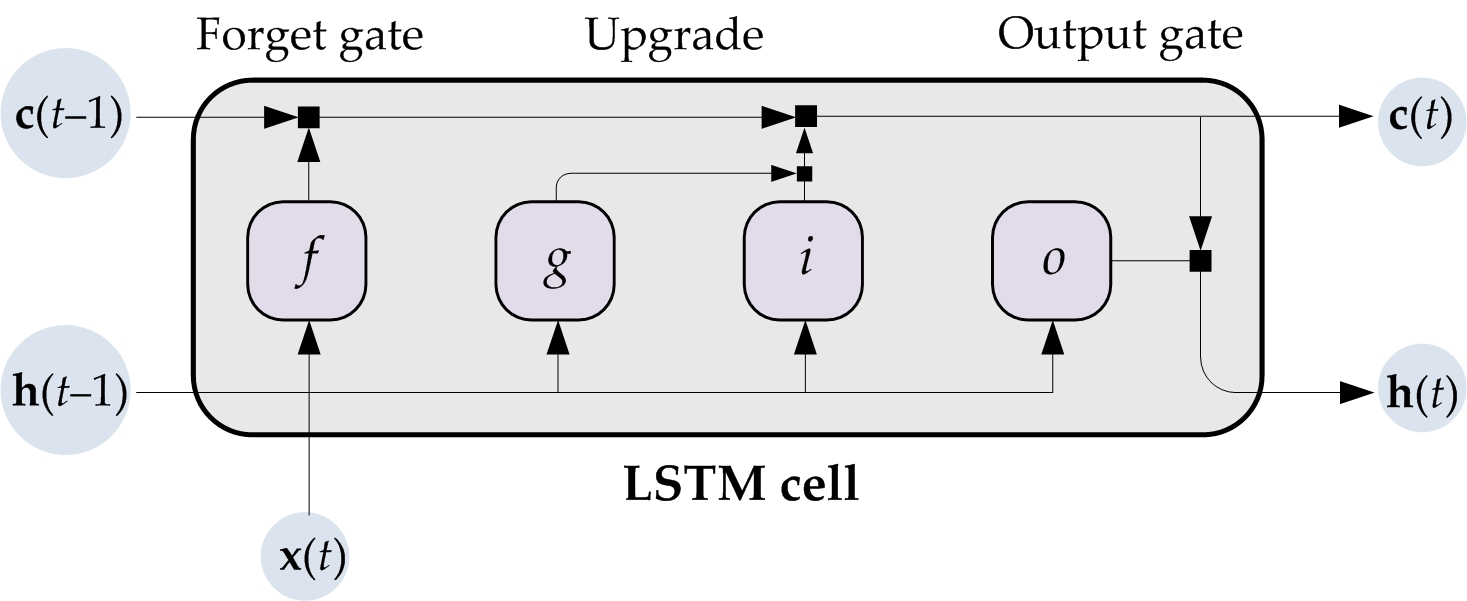 Forget gate
Upgrade
Output gate
c(t–1)
c(t)
f
g
i
o
h(t–1)
h(t)
LSTM cell
x(t)